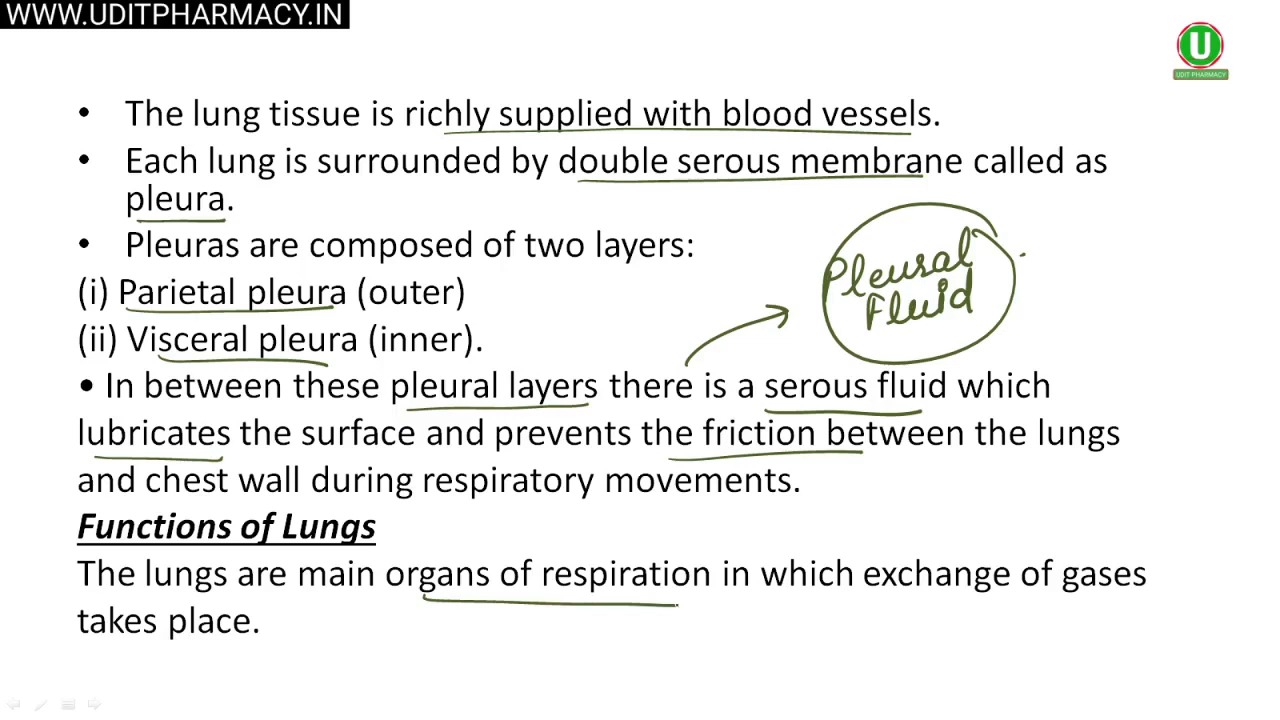 WWW.UDITPHARMACY.IN
U
UDIT PHARMACY
• The lung tissue is richly supplied with blood vessels.
• Each lung is surrounded by double serous membrane called as
pleura.
• Pleuras are composed of two layers:
(i) Parietal pleura (outer)
(ii) Visceral pleura (inner).
Pleural
Fluid
• In between these pleural layers there is a serous fluid which
lubricates the surface and prevents the friction between the lungs
and chest wall during respiratory movements.
Functions of Lungs
The lungs are main organs of respiration in which exchange of gases
takes place.